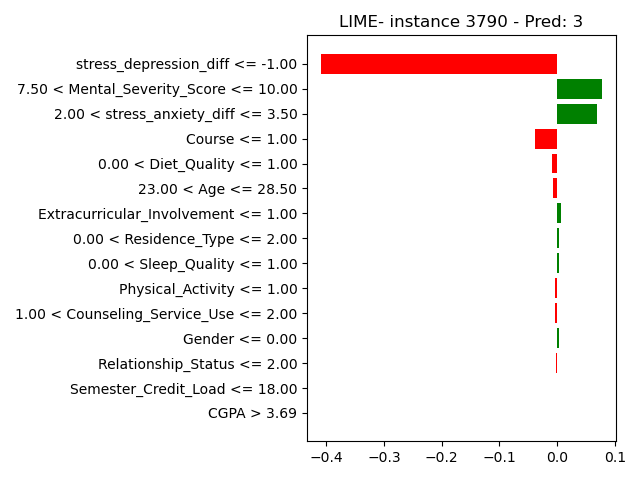 LIME- instance 3790 - Pred: 3
stress_depression_diff <= -1.00
7.50 < Mental_Severity_Score <= 10.00
2.00 < stress_anxiety_diff <= 3.50
Course <= 1.00
0.00 < Diet_Quality <= 1.00
23.00 < Age <= 28.50
Extracurricular_Involvement <= 1.00
0.00 < Residence_Type <= 2.00
0.00 < Sleep_Quality <= 1.00
Physical_Activity <= 1.00
1.00 < Counseling_Service_Use <= 2.00
Gender <= 0.00
Relationship_Status <= 2.00
Semester_Credit_Load <= 18.00
CGPA > 3.69
−0.4 −0.3 −0.2 −0.1 0.0 0.1